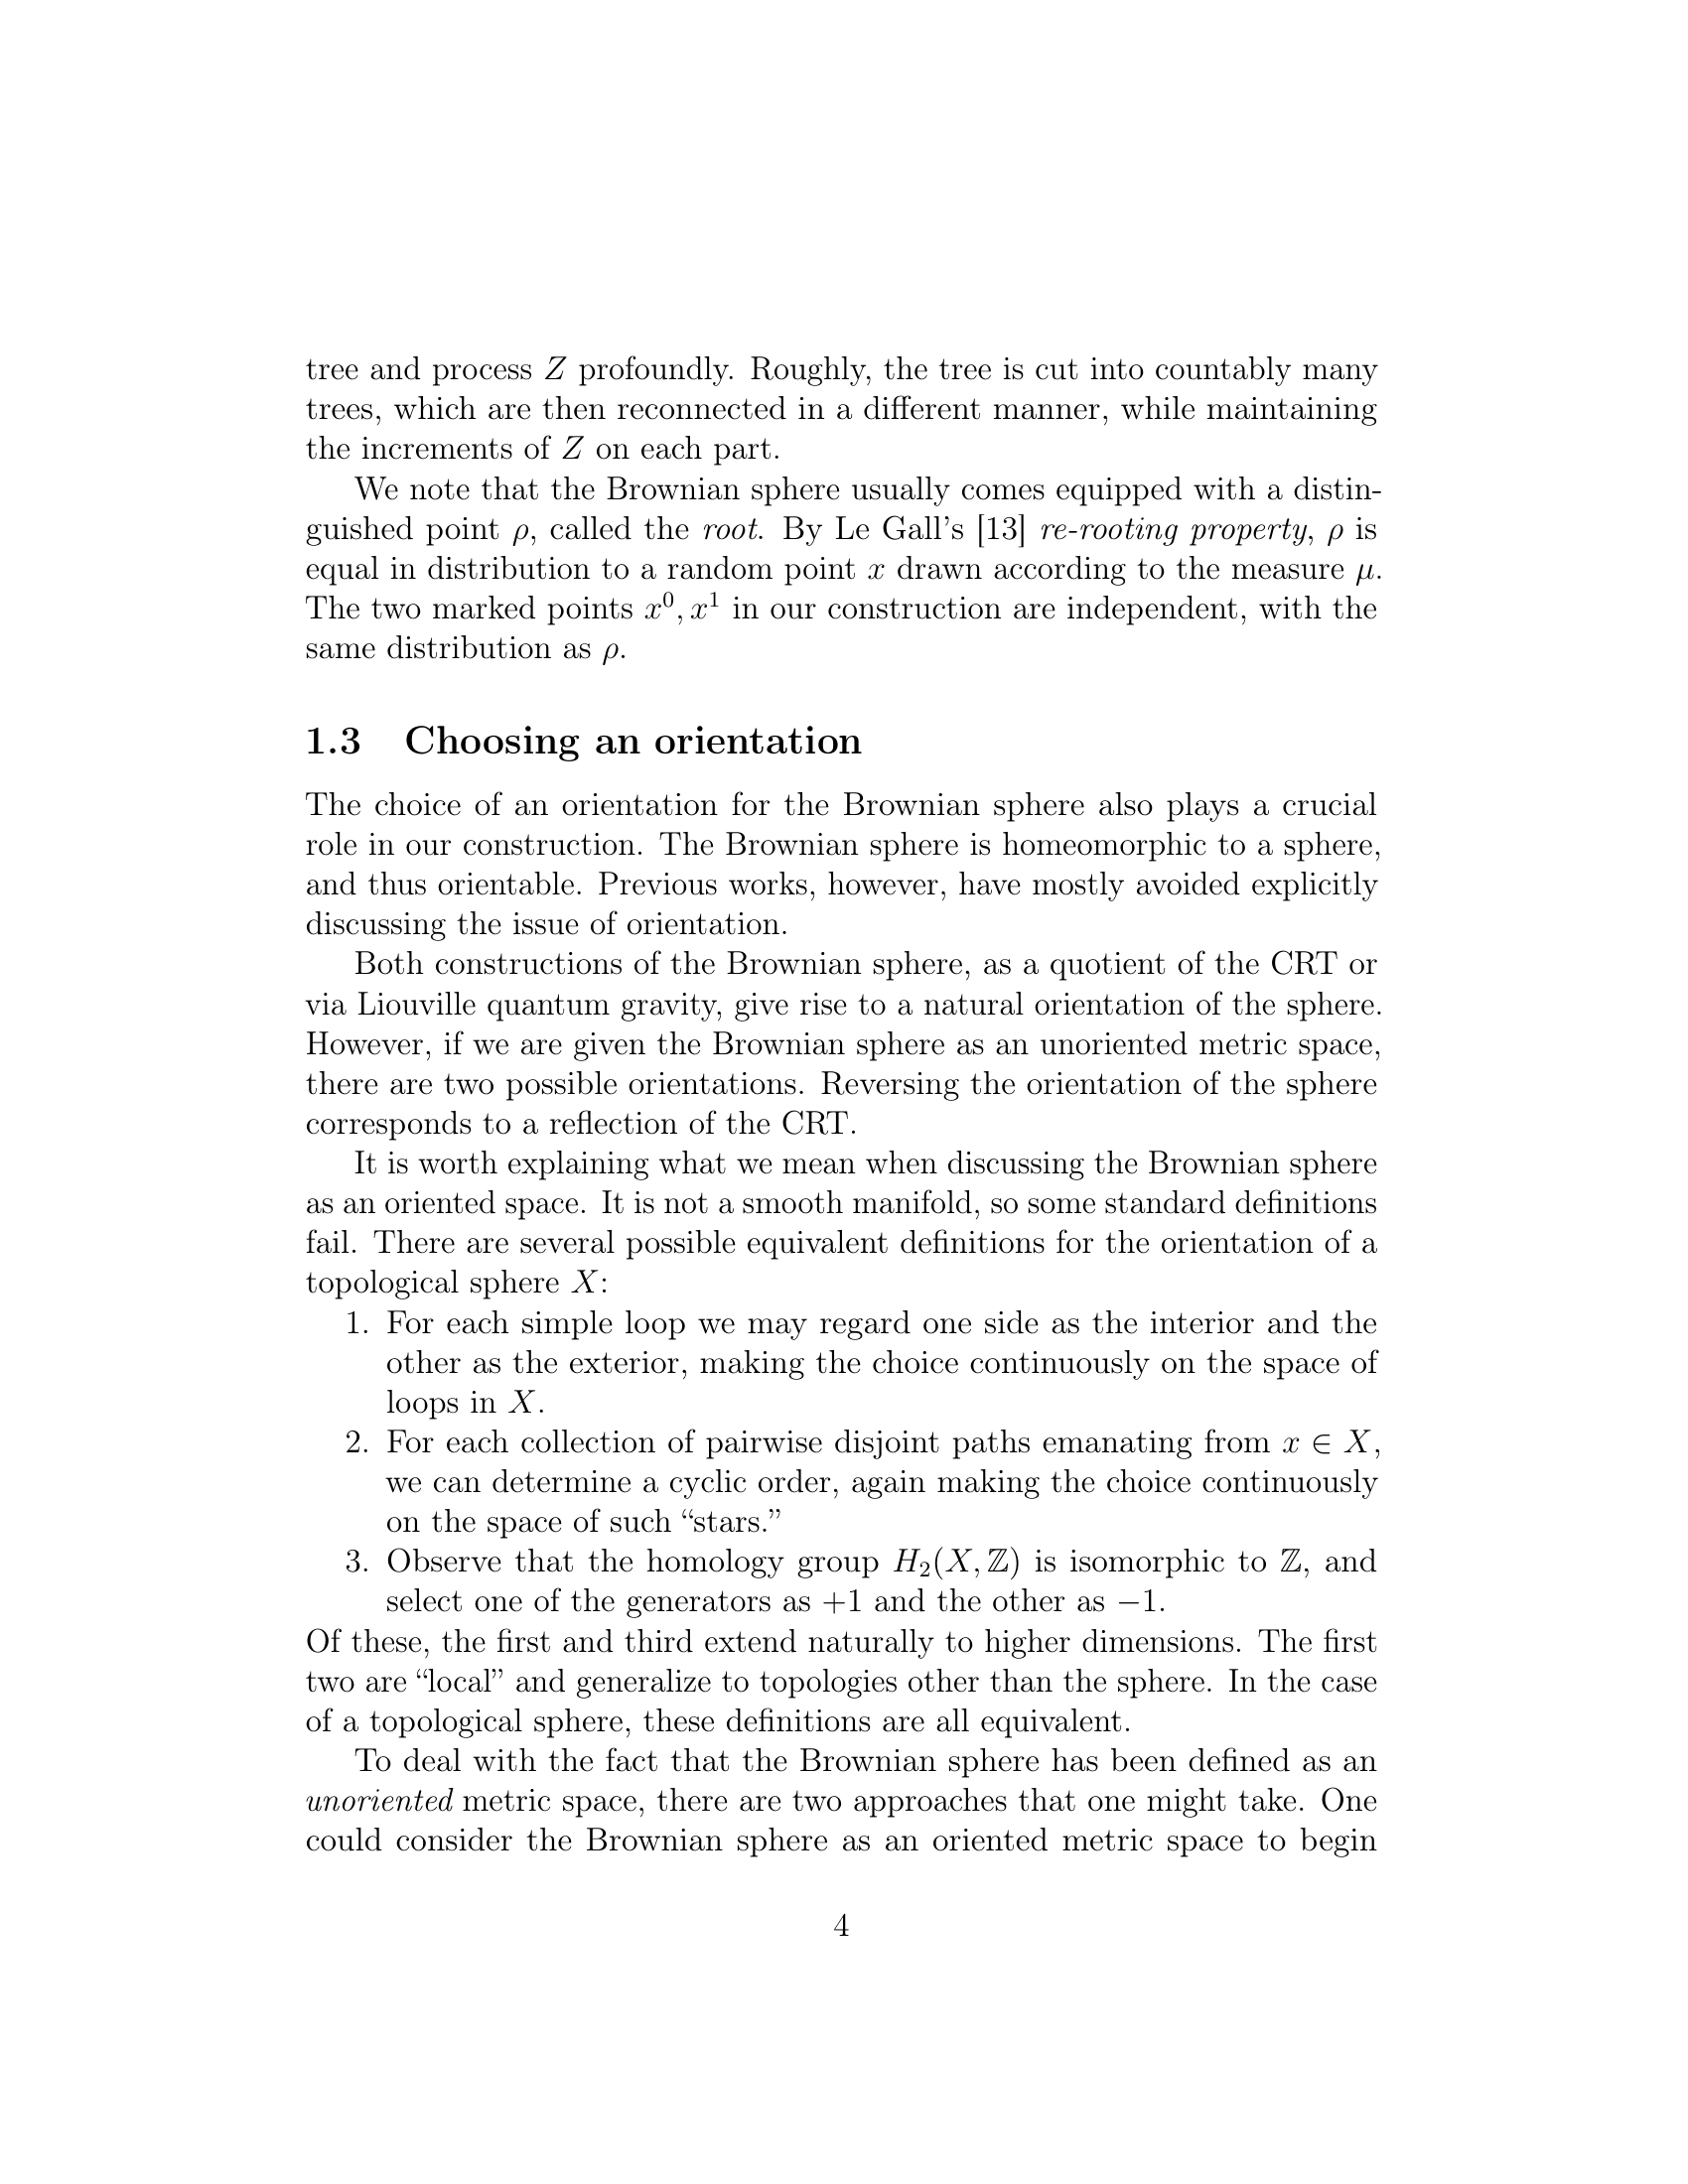 tree and process Z profoundly. Roughly, the tree is cut into countably many
trees, which are then reconnected in a different manner, while maintaining
the increments of Z on each part.
We note that the Brownian sphere usually comes equipped with a distin-
guished point ρ, called the root. By Le Gall's [13] re-rooting property, ρ is
equal in distribution to a random point x drawn according to the measure μ.
The two marked points x⁰, x¹ in our construction are independent, with the
same distribution as ρ.
1.3 Choosing an orientation
The choice of an orientation for the Brownian sphere also plays a crucial
role in our construction. The Brownian sphere is homeomorphic to a sphere,
and thus orientable. Previous works, however, have mostly avoided explicitly
discussing the issue of orientation.
Both constructions of the Brownian sphere, as a quotient of the CRT or
via Liouville quantum gravity, give rise to a natural orientation of the sphere.
However, if we are given the Brownian sphere as an unoriented metric space,
there are two possible orientations. Reversing the orientation of the sphere
corresponds to a reflection of the CRT.
It is worth explaining what we mean when discussing the Brownian sphere
as an oriented space. It is not a smooth manifold, so some standard definitions
fail. There are several possible equivalent definitions for the orientation of a
topological sphere X:
1. For each simple loop we may regard one side as the interior and the
other as the exterior, making the choice continuously on the space of
loops in X.
2. For each collection of pairwise disjoint paths emanating from x ∈ X,
we can determine a cyclic order, again making the choice continuously
on the space of such “stars.”
3. Observe that the homology group H₂(X, ℤ) is isomorphic to ℤ, and
select one of the generators as +1 and the other as −1.
Of these, the first and third extend naturally to higher dimensions. The first
two are “local” and generalize to topologies other than the sphere. In the case
of a topological sphere, these definitions are all equivalent.
To deal with the fact that the Brownian sphere has been defined as an
unoriented metric space, there are two approaches that one might take. One
could consider the Brownian sphere as an oriented metric space to begin
4